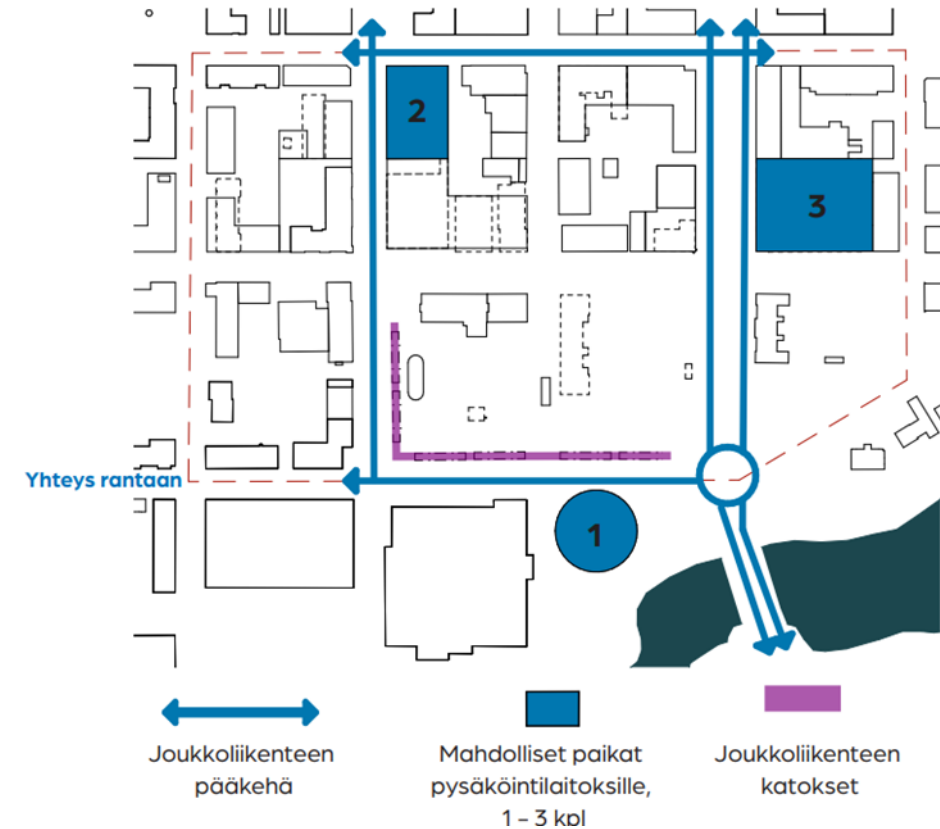 2
3
Yhteys rantaan
1
Joukkoliikenteen
pääkehä
Mahdolliset paikat
pysäköintilaitoksille,
1 – 3 kpl
Joukkoliikenteen
katokset